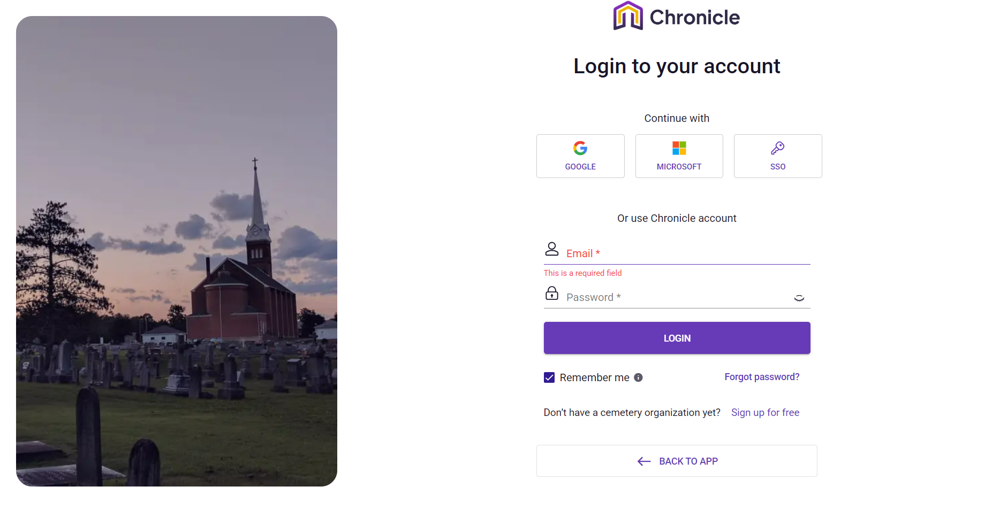 Chronicle
Login to your account
Continue with
GOOGLE
MICROSOFT
SSO
Or use Chronicle account
Email *
This is a required field
Password *
LOGIN
Remember me
Forgot password?
Don’t have a cemetery organization yet? Sign up for free
BACK TO APP